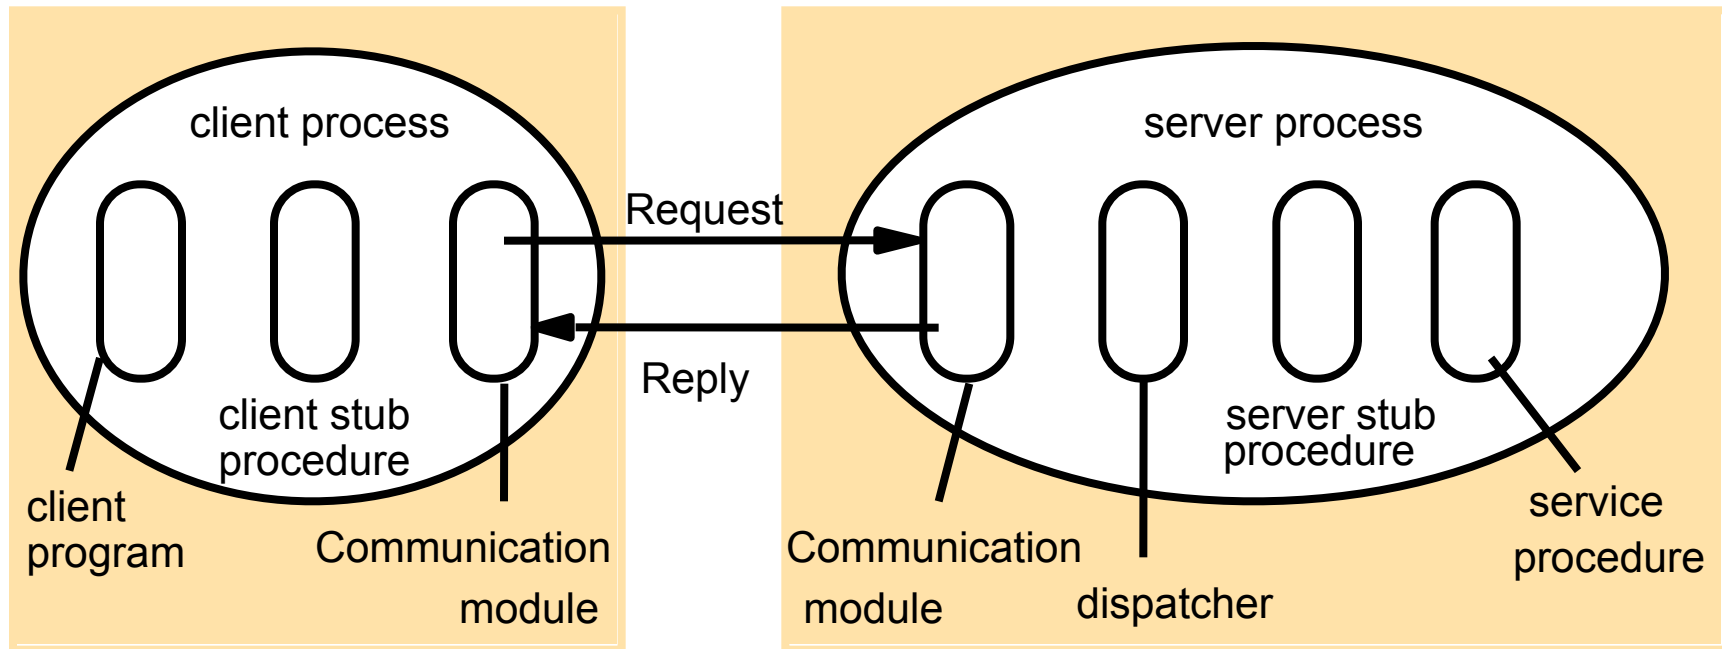 client process
server process
Request
Reply
client stub
procedure
server stub
procedure
client
program
Communication
module
Communication
module
dispatcher
service
procedure